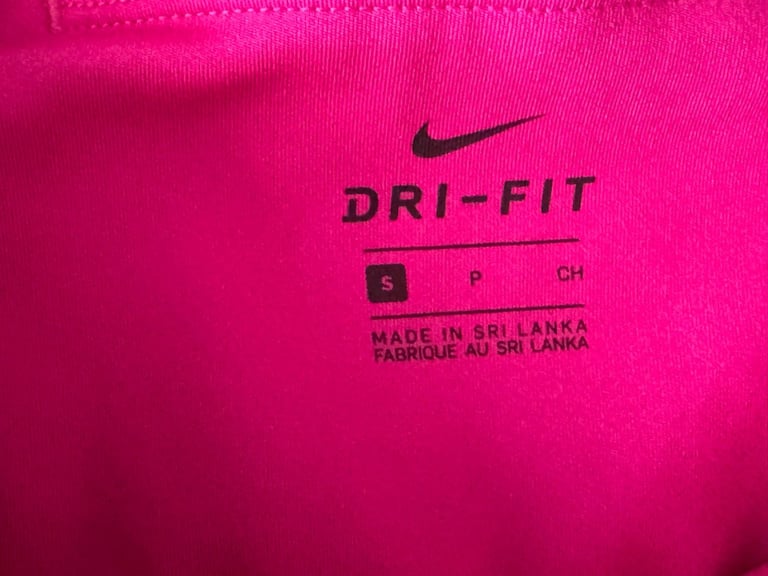 DRI-FIT
S P CH
MADE IN SRI LANKA
FABRIQUE AU SRI LANKA